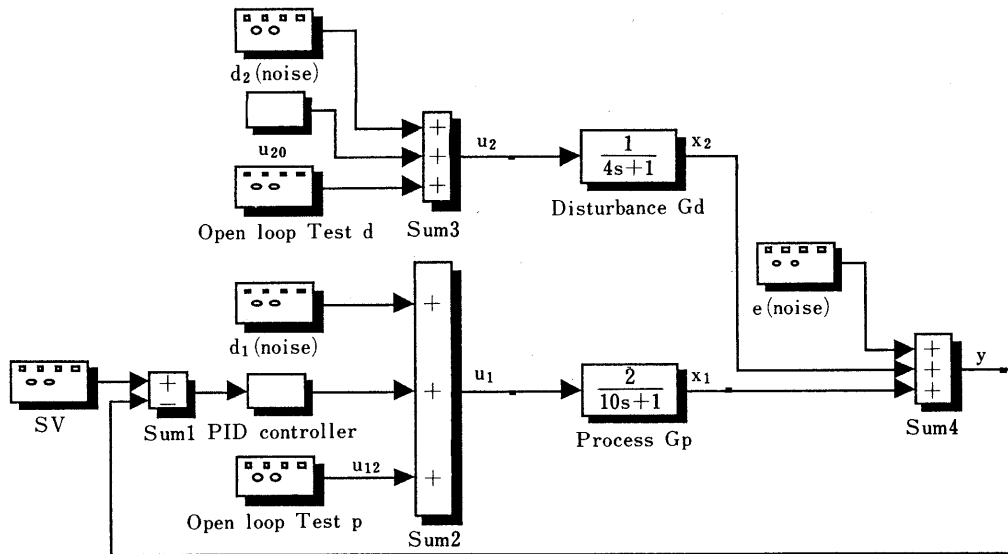 d₂(noise)
u₂₀
Open loop Test d
+
+
+
Sum3
u₂
1
4s+1
Disturbance Gd
x₂
d₁(noise)
SV
+
−
Sum1
PID controller
u₁₂
Open loop Test p
+
+
+
Sum2
u₁
2
10s+1
Process Gp
x₁
e(noise)
+
+
+
Sum4
y